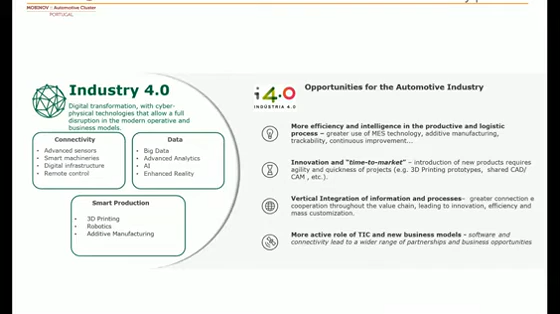 MOBINOV - Automotive Cluster
PORTUGAL
Industry 4.0
Digital transformation, with cyber-
physical technologies that allow a full
disruption in the modern operative and
business models.
Connectivity
• Advanced sensors
• Smart machineries
• Digital infrastructure
• Remote control
Data
• Big Data
• Advanced Analytics
• AI
• Enhanced Reality
Smart Production
• 3D Printing
• Robotics
• Additive Manufacturing
i4.0
INDÚSTRIA 4.0
Opportunities for the Automotive Industry
More efficiency and intelligence in the productive and logistic
process – greater use of MES technology, additive manufacturing,
trackability, continuous improvement...
Innovation and "time-to-market" – introduction of new products requires
agility and quickness of projects (e.g. 3D Printing prototypes, shared CAD/
CAM , etc.).
Vertical Integration of information and processes- greater connection e
cooperation throughout the value chain, leading to innovation, efficiency and
mass customization.
More active role of TIC and new business models - software and
connectivity lead to a wider range of partnerships and business opportunities